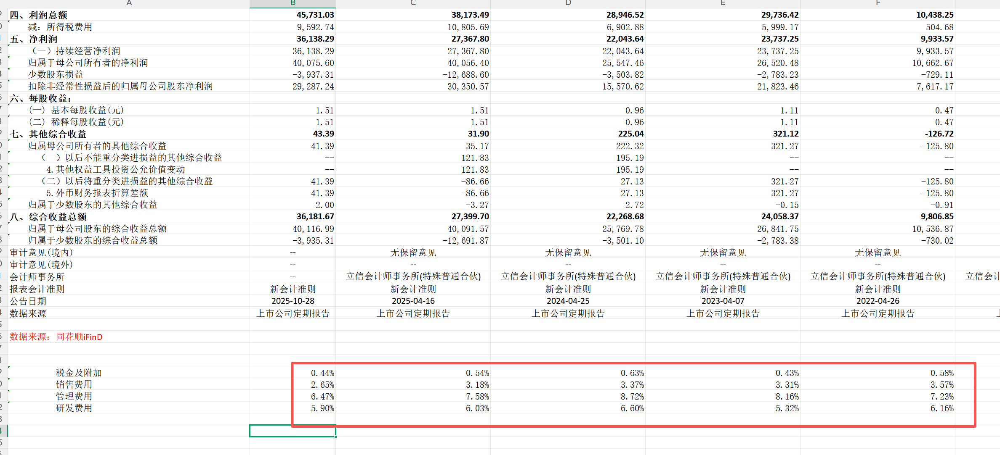 A B C D E F
四、利润总额 45,731.03 38,173.49 28,946.52 29,736.42 10,438.25
减：所得税费用 9,592.74 10,805.69 6,902.88 5,999.17 504.68
五、净利润 36,138.29 27,367.80 22,043.64 23,737.25 9,933.57
（一）持续经营净利润 36,138.29 27,367.80 22,043.64 23,737.25 9,933.57
归属于母公司所有者的净利润 40,075.60 40,056.40 25,547.46 26,520.48 10,662.67
少数股东损益 -3,937.31 -12,688.60 -3,503.82 -2,783.23 -729.11
扣除非经常性损益后的归属母公司股东净利润 29,287.24 30,350.57 15,570.62 21,823.46 7,617.17
六、每股收益：
(一) 基本每股收益(元) 1.51 1.51 0.96 1.11 0.47
(二) 稀释每股收益(元) 1.51 1.51 0.96 1.11 0.47
七、其他综合收益 43.39 31.90 225.04 321.12 -126.72
归属母公司所有者的其他综合收益 41.39 35.17 222.32 321.27 -125.80
（一）以后不能重分类进损益的其他综合收益 -- 121.83 195.19 -- --
4.其他权益工具投资公允价值变动 -- 121.83 195.19 -- --
（二）以后将重分类进损益的其他综合收益 41.39 -86.66 27.13 321.27 -125.80
5.外币财务报表折算差额 41.39 -86.66 27.13 321.27 -125.80
归属于少数股东的其他综合收益 2.00 -3.27 2.72 -0.15 -0.91
八、综合收益总额 36,181.67 27,399.70 22,268.68 24,058.37 9,806.85
归属于母公司股东的综合收益总额 40,116.99 40,091.57 25,769.78 26,841.75 10,536.87
归属于少数股东的综合收益总额 -3,935.31 -12,691.87 -3,501.10 -2,783.38 -730.02
审计意见(境内) -- 无保留意见 无保留意见 无保留意见 无保留意见
审计意见(境外) -- -- -- -- --
会计师事务所 -- 立信会计师事务所(特殊普通合伙) 立信会计师事务所(特殊普通合伙) 立信会计师事务所(特殊普通合伙) 立信会计师事务所(特殊普通合伙) 立信会计
报表会计准则 新会计准则 新会计准则 新会计准则 新会计准则 新会计准则
公告日期 2025-10-28 2025-04-16 2024-04-25 2023-04-07 2022-04-26
数据来源 上市公司定期报告 上市公司定期报告 上市公司定期报告 上市公司定期报告 上市公司定期报告
数据来源：同花顺iFinD
税金及附加 0.44% 0.54% 0.63% 0.43% 0.58%
销售费用 2.65% 3.18% 3.37% 3.31% 3.57%
管理费用 6.47% 7.58% 8.72% 8.16% 7.23%
研发费用 5.90% 6.03% 6.60% 5.32% 6.16%